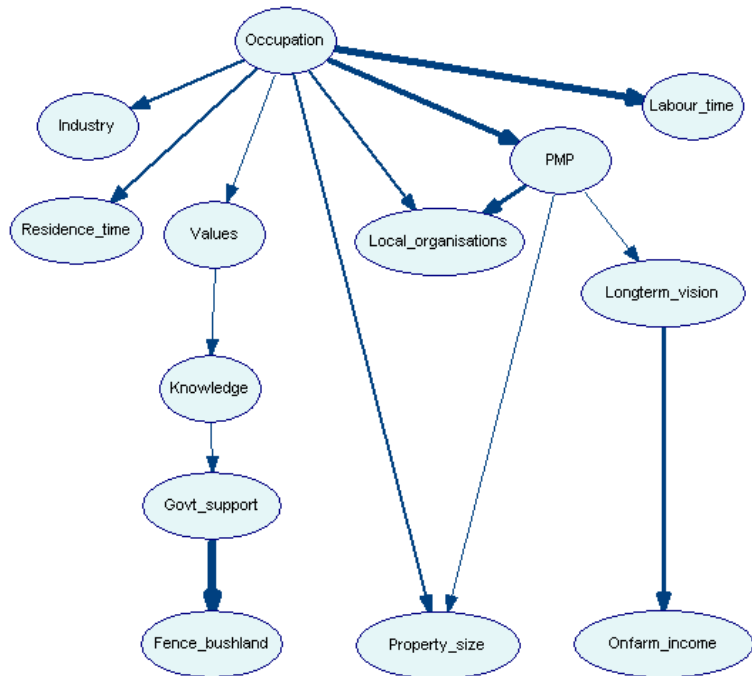 Occupation
Labour_time
Industry
PMP
Residence_time
Values
Local_organisations
Longterm_vision
Knowledge
Govt_support
Fence_bushland
Property_size
Onfarm_income